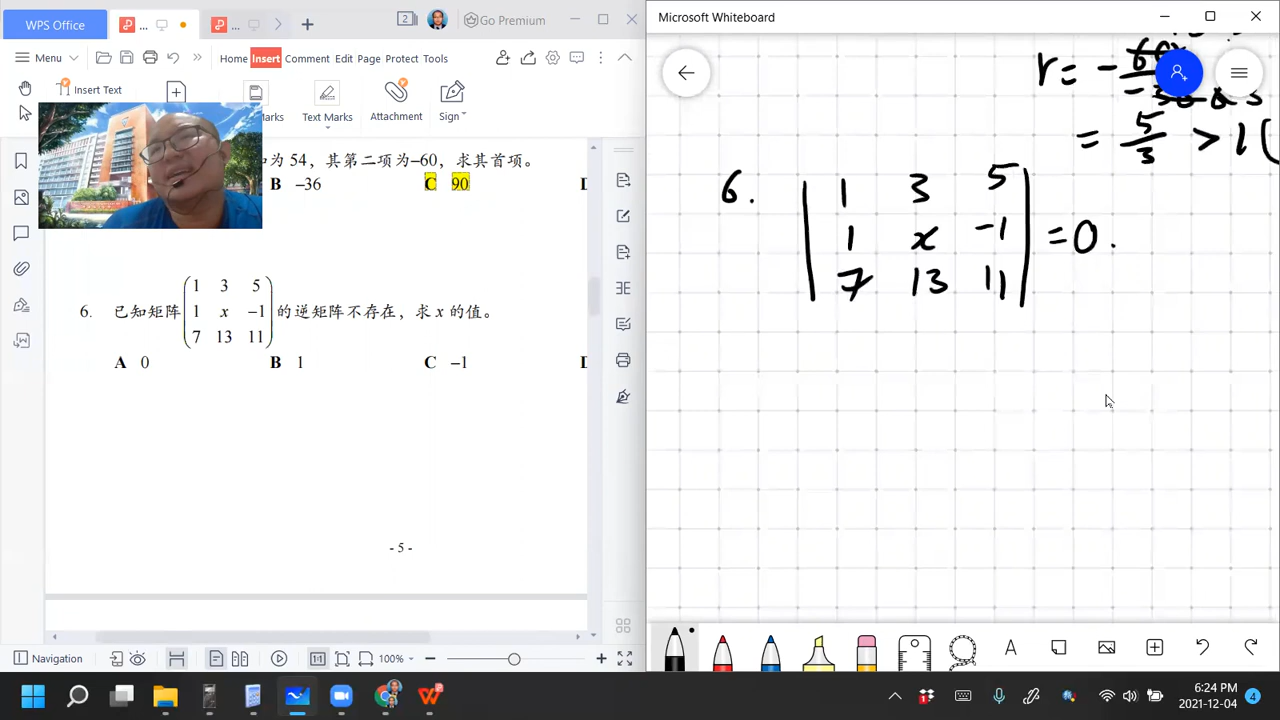 WPS Office
...
...
2
Go Premium
Menu
Home Insert Comment Edit Page Protect Tools
Insert Text
Marks
Text Marks
Attachment
Sign
为 54，其第二项为–60，求其首项。
B –36 C 90 D
6. 已知矩阵 的逆矩阵不存在，求 x 的值。
1 3 5
1 x −1
7 13 11
A 0 B 1 C –1 D
- 5 -
Navigation
100%
Microsoft Whiteboard
r = -
= 5/3 > 1 (
6.
1 3 5
1 x -1
7 13 11
= 0.
6:24 PM
2021-12-04
4